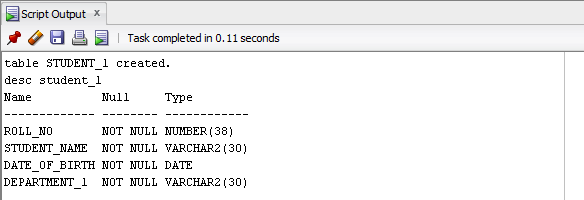 Script Output x
Task completed in 0.11 seconds
table STUDENT_1 created.
desc student_1
Name          Null     Type
------------- -------- ------------
ROLL_NO       NOT NULL NUMBER(38)
STUDENT_NAME  NOT NULL VARCHAR2(30)
DATE_OF_BIRTH NOT NULL DATE
DEPARTMENT_1  NOT NULL VARCHAR2(30)